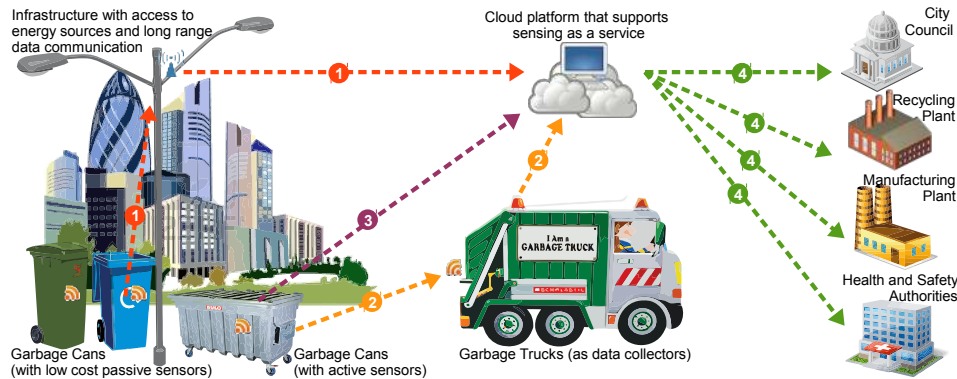 Infrastructure with access to
energy sources and long range
data communication
Cloud platform that supports
sensing as a service
City
Council
Recycling
Plant
Manufacturing
Plant
Health and Safety
Authorities
1
1
2
2
3
4
4
4
4
I Am a
GARBAGE TRUCK
SCHOLASTIC
Garbage Cans
(with low cost passive sensors)
Garbage Cans
(with active sensors)
Garbage Trucks (as data collectors)